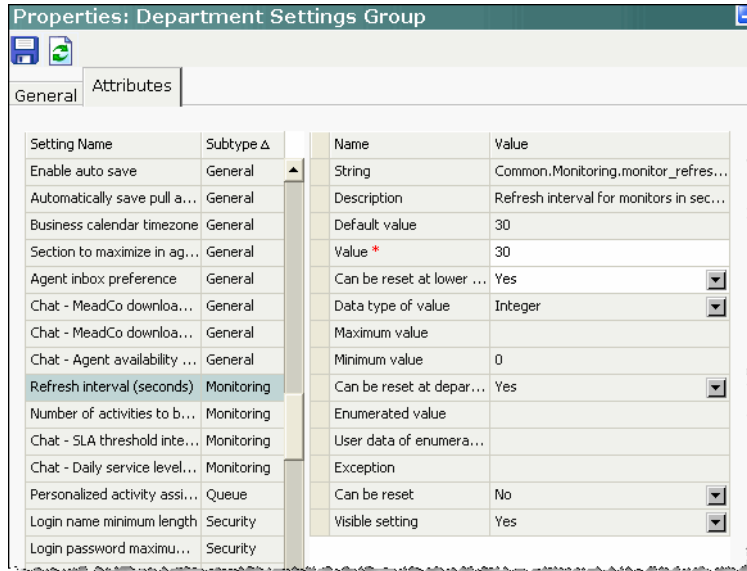 Properties: Department Settings Group
General
Attributes
Setting Name Subtype Δ
Enable auto save General
Automatically save pull a... General
Business calendar timezone General
Section to maximize in ag... General
Agent inbox preference General
Chat - MeadCo downloa... General
Chat - MeadCo downloa... General
Chat - Agent availability ... General
Refresh interval (seconds) Monitoring
Number of activities to b... Monitoring
Chat - SLA threshold inte... Monitoring
Chat - Daily service level... Monitoring
Personalized activity assi... Queue
Login name minimum length Security
Login password maximu... Security
Name Value
String Common.Monitoring.monitor_refres...
Description Refresh interval for monitors in sec...
Default value 30
Value * 30
Can be reset at lower ... Yes
Data type of value Integer
Maximum value
Minimum value 0
Can be reset at depar... Yes
Enumerated value
User data of enumera...
Exception
Can be reset No
Visible setting Yes